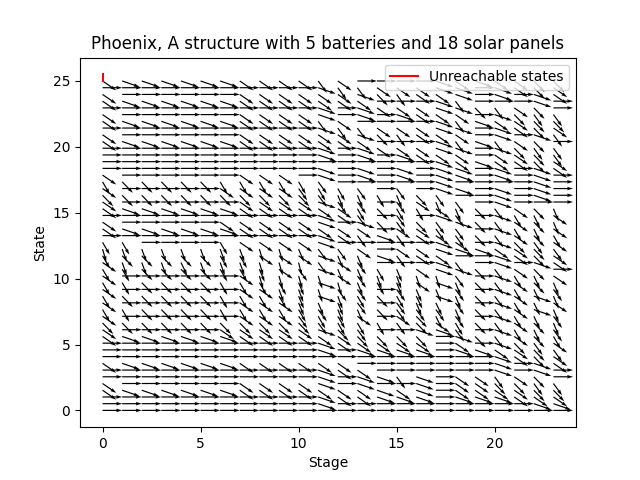 Phoenix, A structure with 5 batteries and 18 solar panels
Unreachable states
25
20
15
10
5
0
State
0 5 10 15 20
Stage